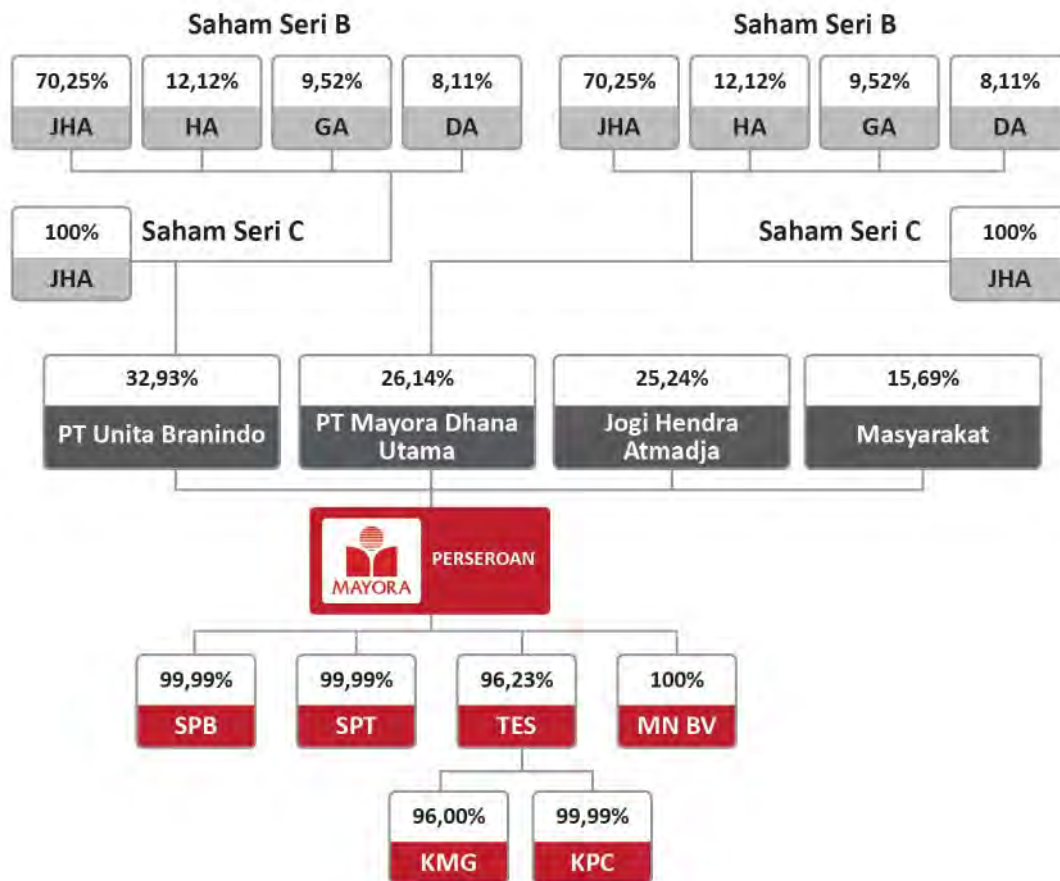 Saham Seri B
Saham Seri B
70,25% 12,12% 9,52% 8,11%
JHA HA GA DA
70,25% 12,12% 9,52% 8,11%
JHA HA GA DA
100%
JHA
Saham Seri C
Saham Seri C
100%
JHA
32,93%
PT Unita Branindo
26,14%
PT Mayora Dhana
Utama
25,24%
Jogi Hendra
Atmadja
15,69%
Masyarakat
MAYORA
PERSEROAN
99,99%
SPB
99,99%
SPT
96,23%
TES
100%
MN BV
96,00%
KMG
99,99%
KPC